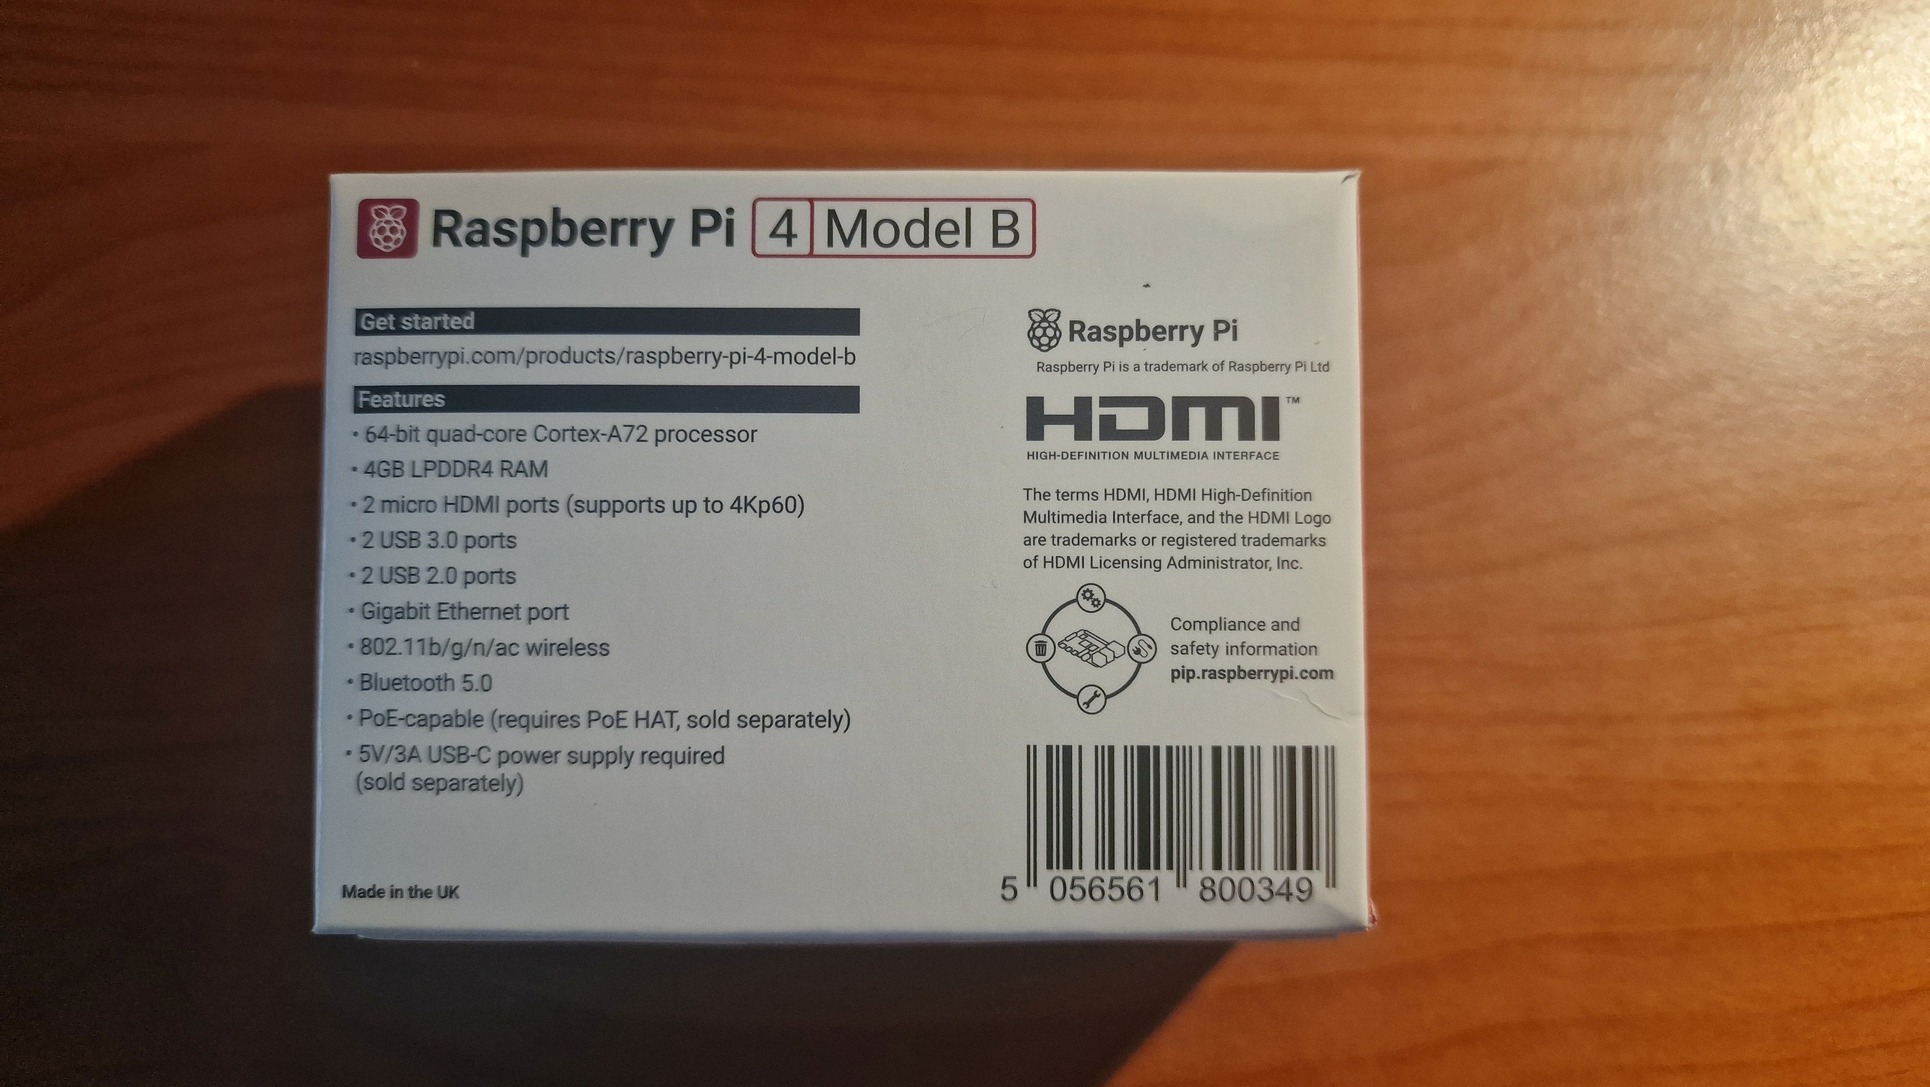 Raspberry Pi 4 Model B
Get started
raspberrypi.com/products/raspberry-pi-4-model-b
Features
• 64-bit quad-core Cortex-A72 processor
• 4GB LPDDR4 RAM
• 2 micro HDMI ports (supports up to 4Kp60)
• 2 USB 3.0 ports
• 2 USB 2.0 ports
• Gigabit Ethernet port
• 802.11b/g/n/ac wireless
• Bluetooth 5.0
• PoE-capable (requires PoE HAT, sold separately)
• 5V/3A USB-C power supply required
(sold separately)
Made in the UK
Raspberry Pi
Raspberry Pi is a trademark of Raspberry Pi Ltd
HDMI™
HIGH-DEFINITION MULTIMEDIA INTERFACE
The terms HDMI, HDMI High-Definition
Multimedia Interface, and the HDMI Logo
are trademarks or registered trademarks
of HDMI Licensing Administrator, Inc.
Compliance and
safety information
pip.raspberrypi.com
5 056561 800349